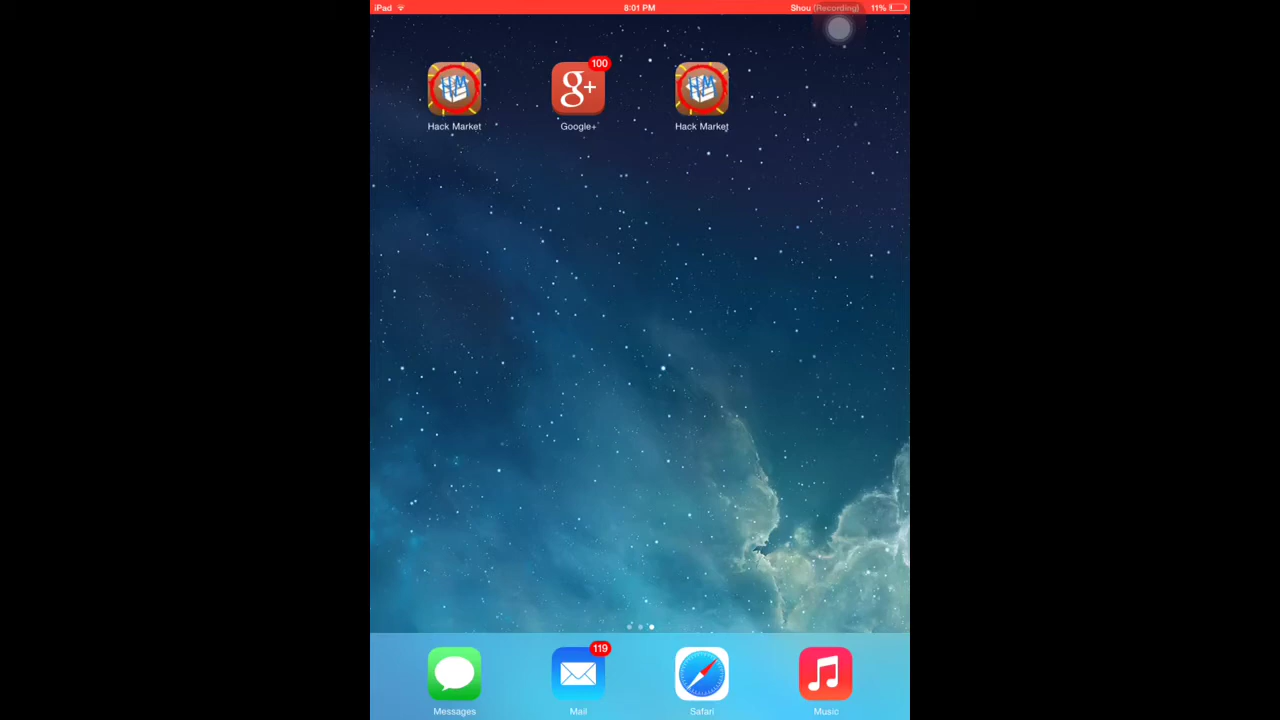 iPad 8:01 PM Shou (Recording) 11%
100
g+
Hack Market Google+ Hack Market
119
Messages Mail Safari Music